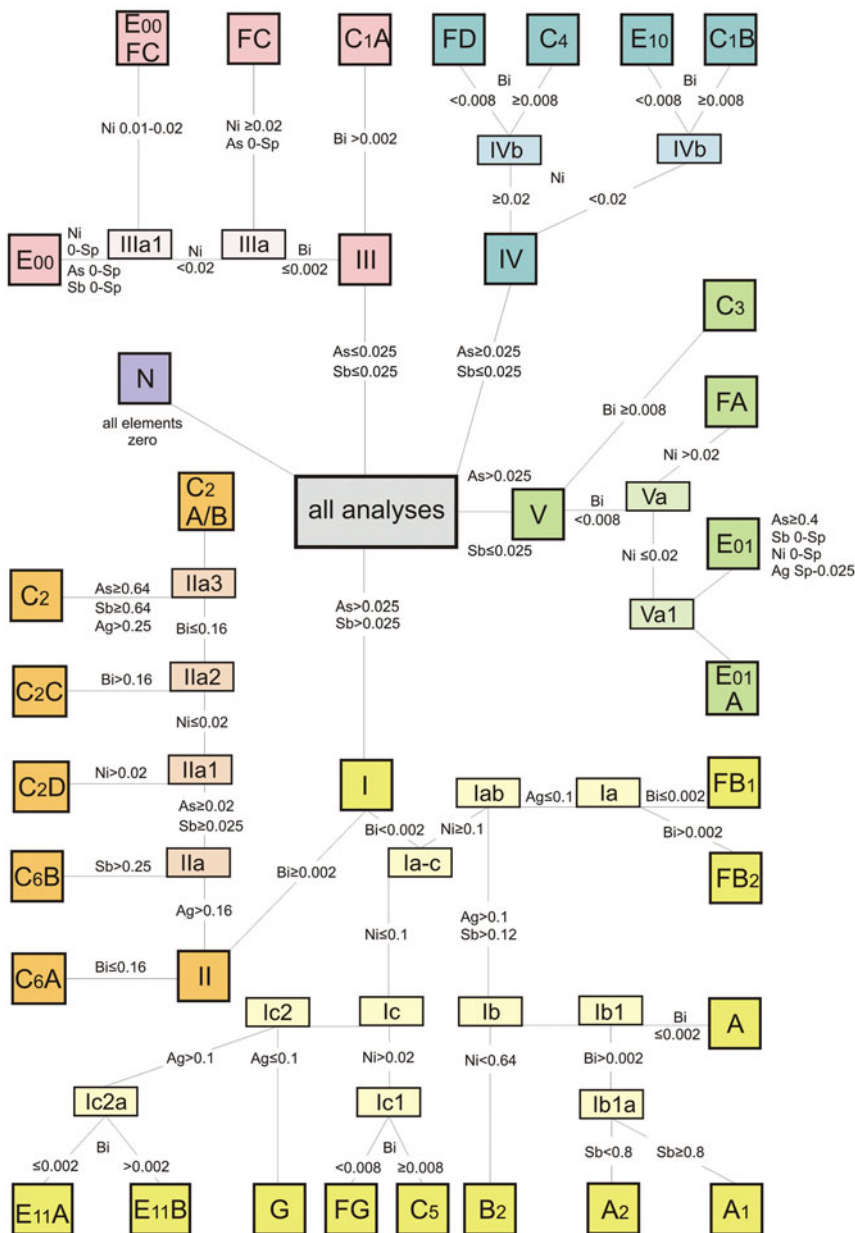 E00
FC
FC
C1A
FD
C4
E10
C1B
Bi
<0.008
≥0.008
Bi
<0.008
≥0.008
Ni 0.01-0.02
Ni ≥0.02
As 0-Sp
Bi >0.002
IVb
IVb
Ni
≥0.02
<0.02
E00
Ni
0-Sp
As 0-Sp
Sb 0-Sp
IIIa1
Ni
<0.02
IIIa
Bi
≤0.002
III
IV
C3
As≤0.025
Sb≤0.025
As≥0.025
Sb≤0.025
N
all elements
zero
Bi ≥0.008
FA
Ni >0.02
C2
A/B
all analyses
As>0.025
Sb≤0.025
V
Bi
<0.008
Va
Ni ≤0.02
E01
As≥0.4
Sb 0-Sp
Ni 0-Sp
Ag Sp-0.025
Va1
E01
A
C2
As≥0.64
Sb≥0.64
Ag>0.25
IIa3
Bi≤0.16
As>0.025
Sb>0.025
C2C
Bi>0.16
IIa2
Ni≤0.02
C2D
Ni>0.02
IIa1
As≥0.02
Sb≥0.025
I
Iab
Ag≤0.1
Ia
Bi≤0.002
FB1
Bi>0.002
FB2
Bi<0.002
Ni≥0.1
Ia-c
C6B
Sb>0.25
IIa
Bi≥0.002
Ag>0.16
Ni≤0.1
Ag>0.1
Sb>0.12
C6A
Bi≤0.16
II
Ic2
Ic
Ib
Ib1
Bi
≤0.002
A
Ag>0.1
Ag≤0.1
Ni>0.02
Ni<0.64
Bi>0.002
Ic2a
Ic1
Ib1a
Bi
≤0.002
>0.002
Bi
<0.008
≥0.008
Sb<0.8
Sb≥0.8
E11A
E11B
G
FG
C5
B2
A2
A1